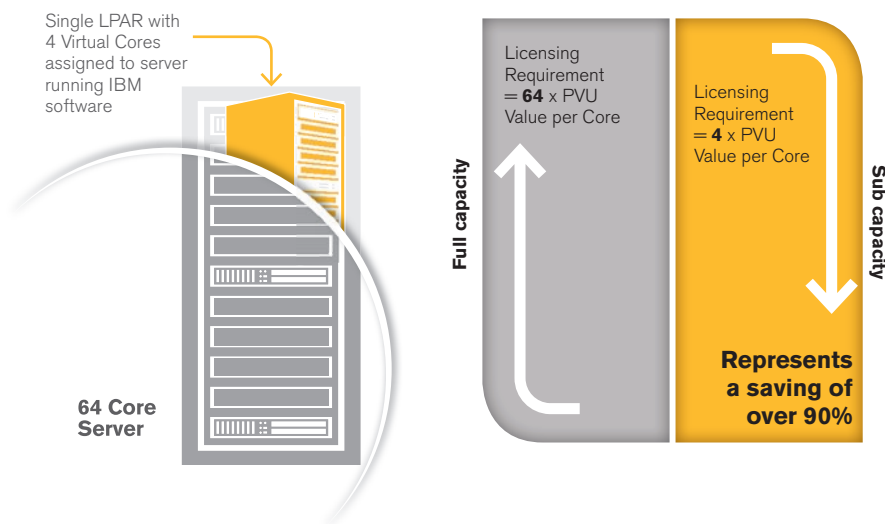 Single LPAR with
4 Virtual Cores
assigned to server
running IBM
software
64 Core
Server
Full capacity
Licensing
Requirement
= 64 x PVU
Value per Core
Licensing
Requirement
= 4 x PVU
Value per Core
Represents
a saving of
over 90%
Sub capacity